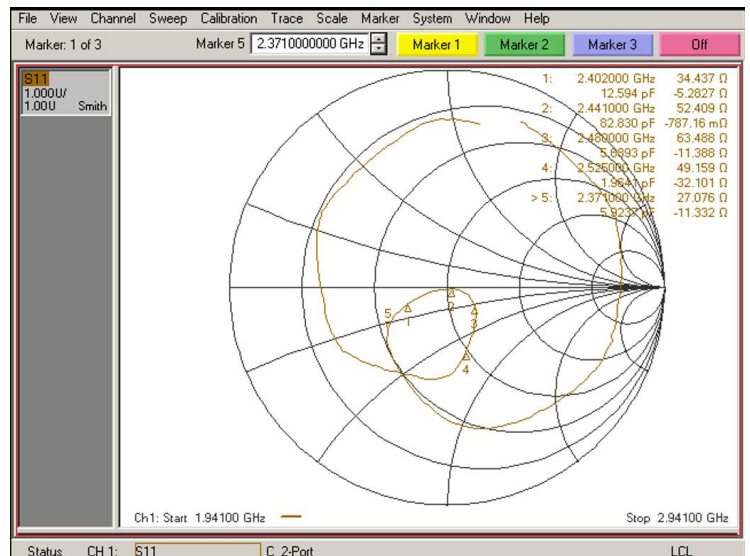 File View Channel Sweep Calibration Trace Scale Marker System Window Help
Marker: 1 of 3 Marker 5 2.3710000000 GHz Marker 1 Marker 2 Marker 3 Off
S11
1.000U/
1.00U Smith
1: 2.402000 GHz 34.437 Ω
12.594 pF -5.2827 Ω
2: 2.441000 GHz 52.409 Ω
82.830 pF -787.16 mΩ
3: 2.480000 GHz 63.488 Ω
5.6393 pF -11.388 Ω
4: 2.525000 GHz 49.159 Ω
1.9641 pF -32.101 Ω
> 5: 2.371000 GHz 27.076 Ω
5.9237 pF -11.332 Ω
5
1
2
3
4
Ch1: Start 1.94100 GHz Stop 2.94100 GHz
Status CH 1: S11 C 2-Port LCL